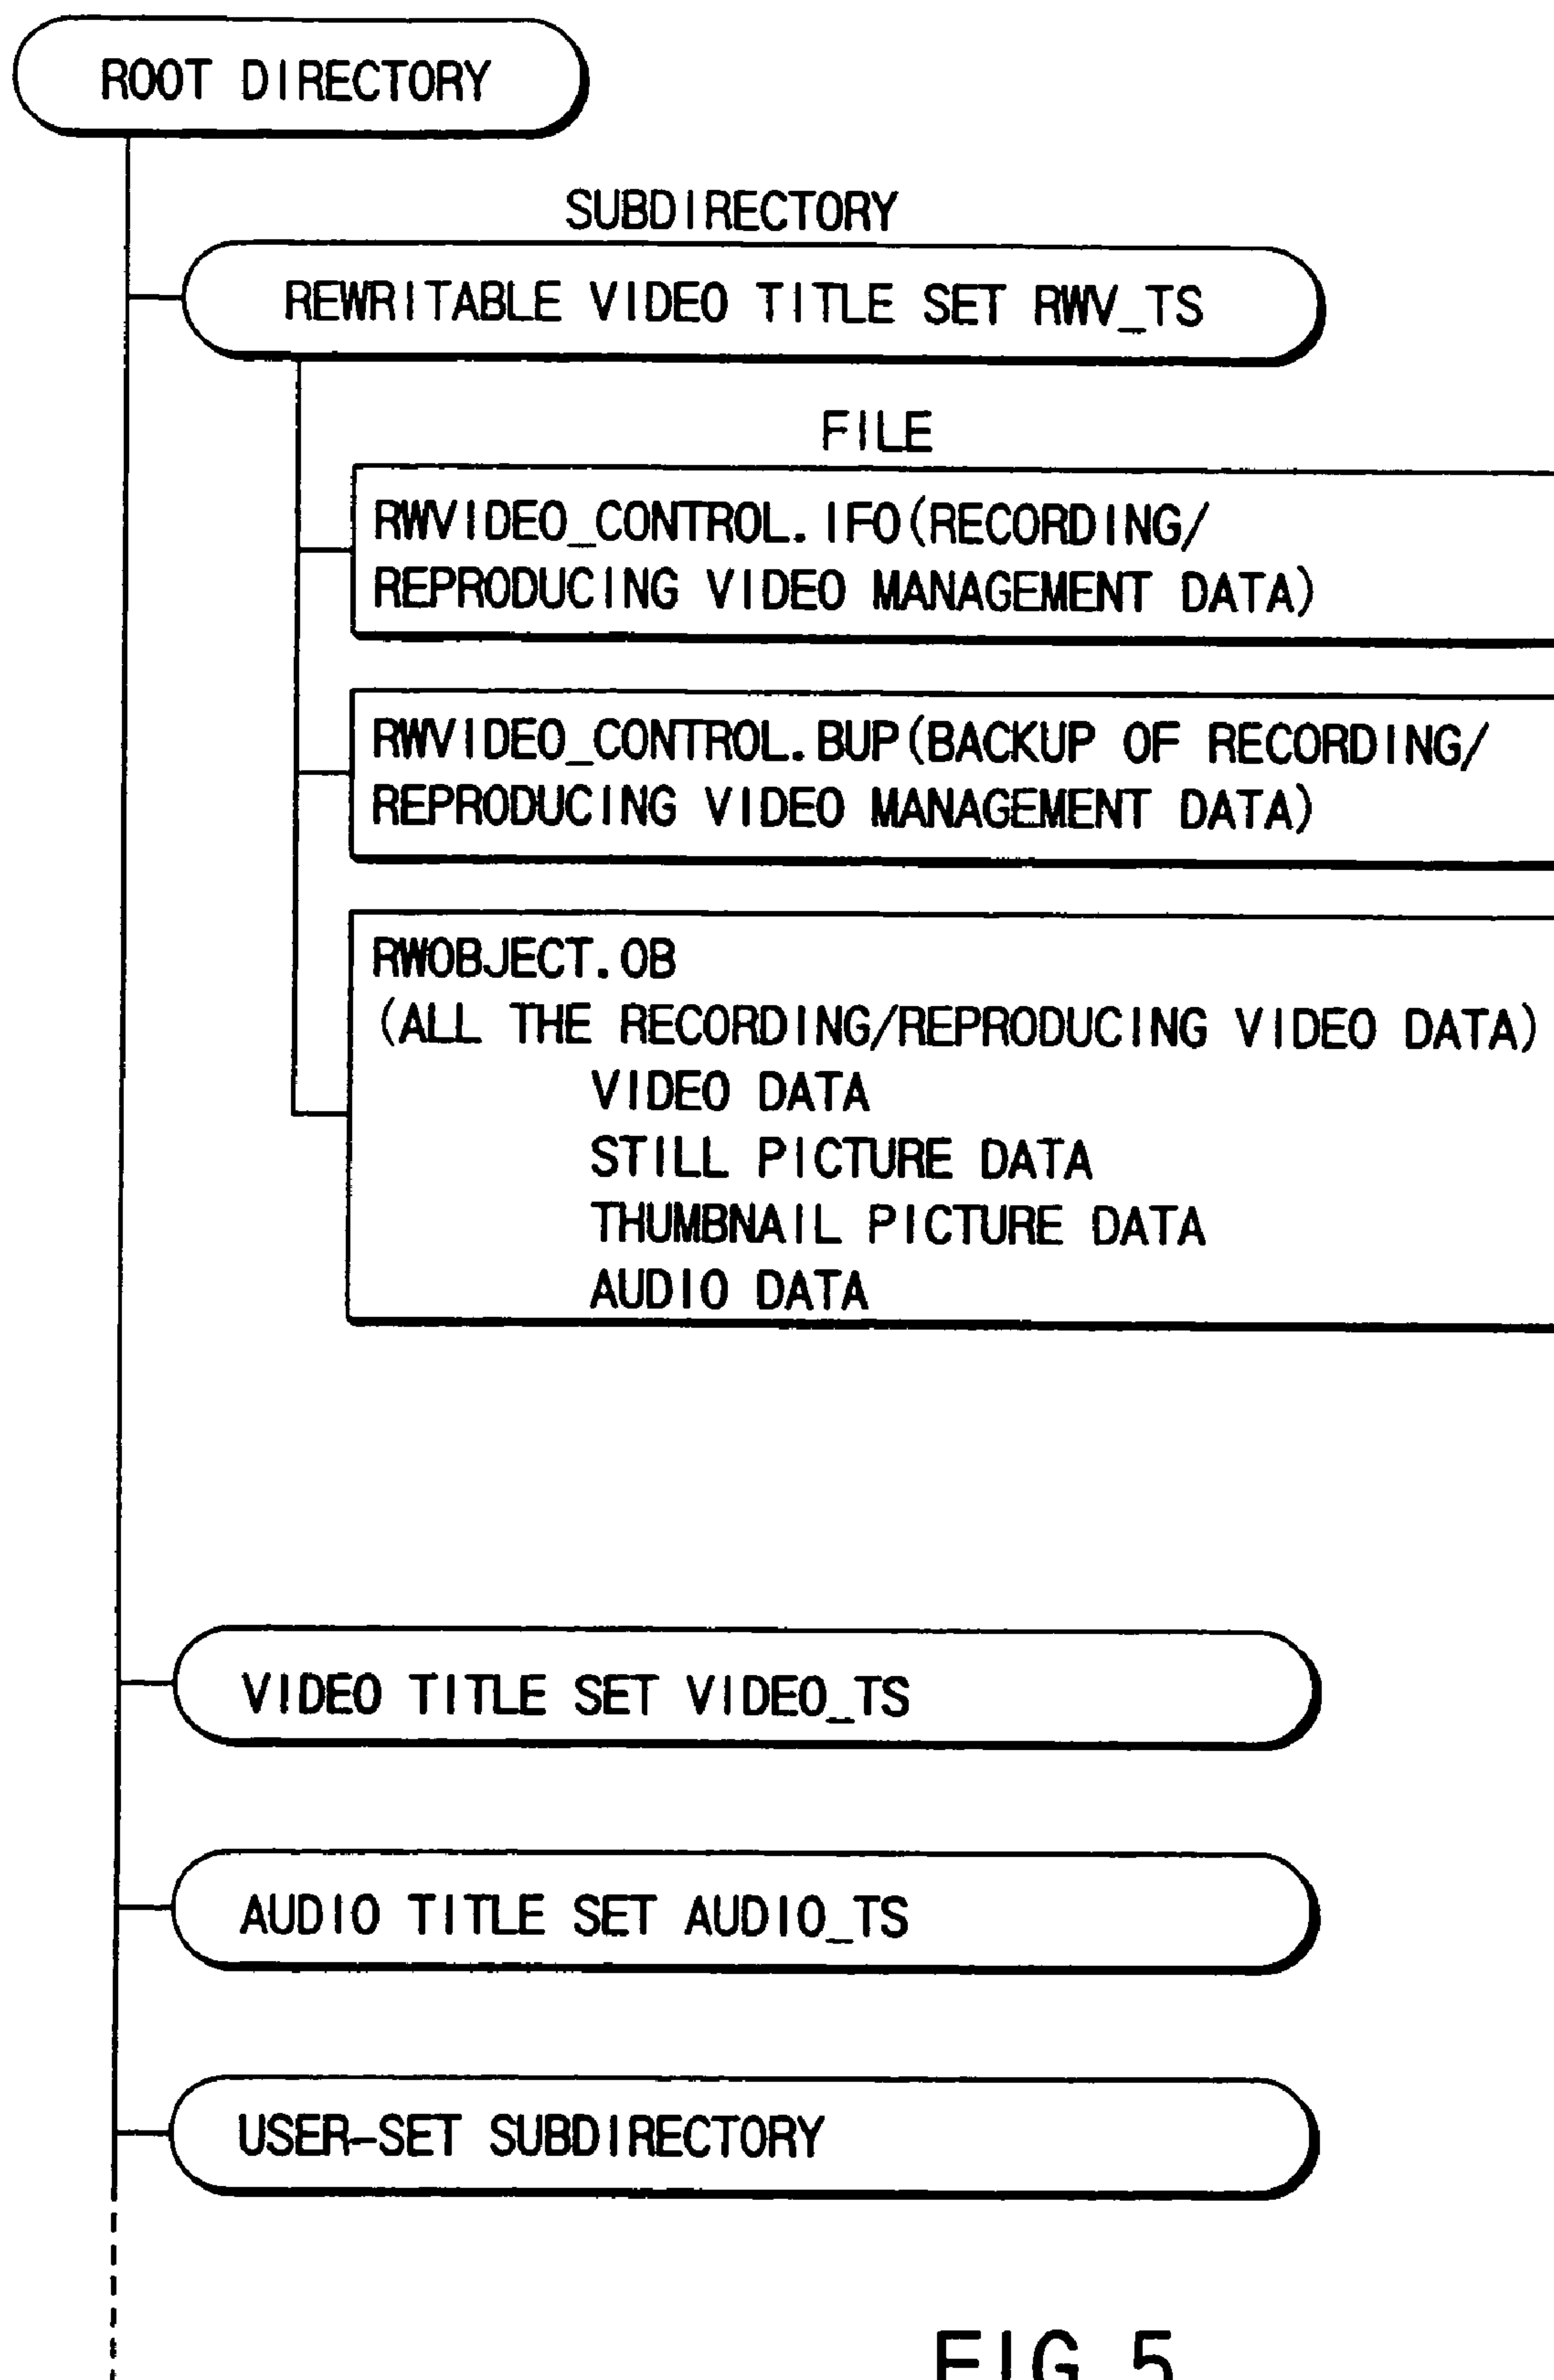 ROOT DIRECTORY
SUBDIRECTORY
REWRITABLE VIDEO TITLE SET RWV_TS
FILE
RWVIDEO_CONTROL.IFO(RECORDING/
REPRODUCING VIDEO MANAGEMENT DATA)
RWVIDEO_CONTROL.BUP(BACKUP OF RECORDING/
REPRODUCING VIDEO MANAGEMENT DATA)
RWOBJECT.OB
(ALL THE RECORDING/REPRODUCING VIDEO DATA)
VIDEO DATA
STILL PICTURE DATA
THUMBNAIL PICTURE DATA
AUDIO DATA
VIDEO TITLE SET VIDEO_TS
AUDIO TITLE SET AUDIO_TS
USER-SET SUBDIRECTORY
FIG. 5